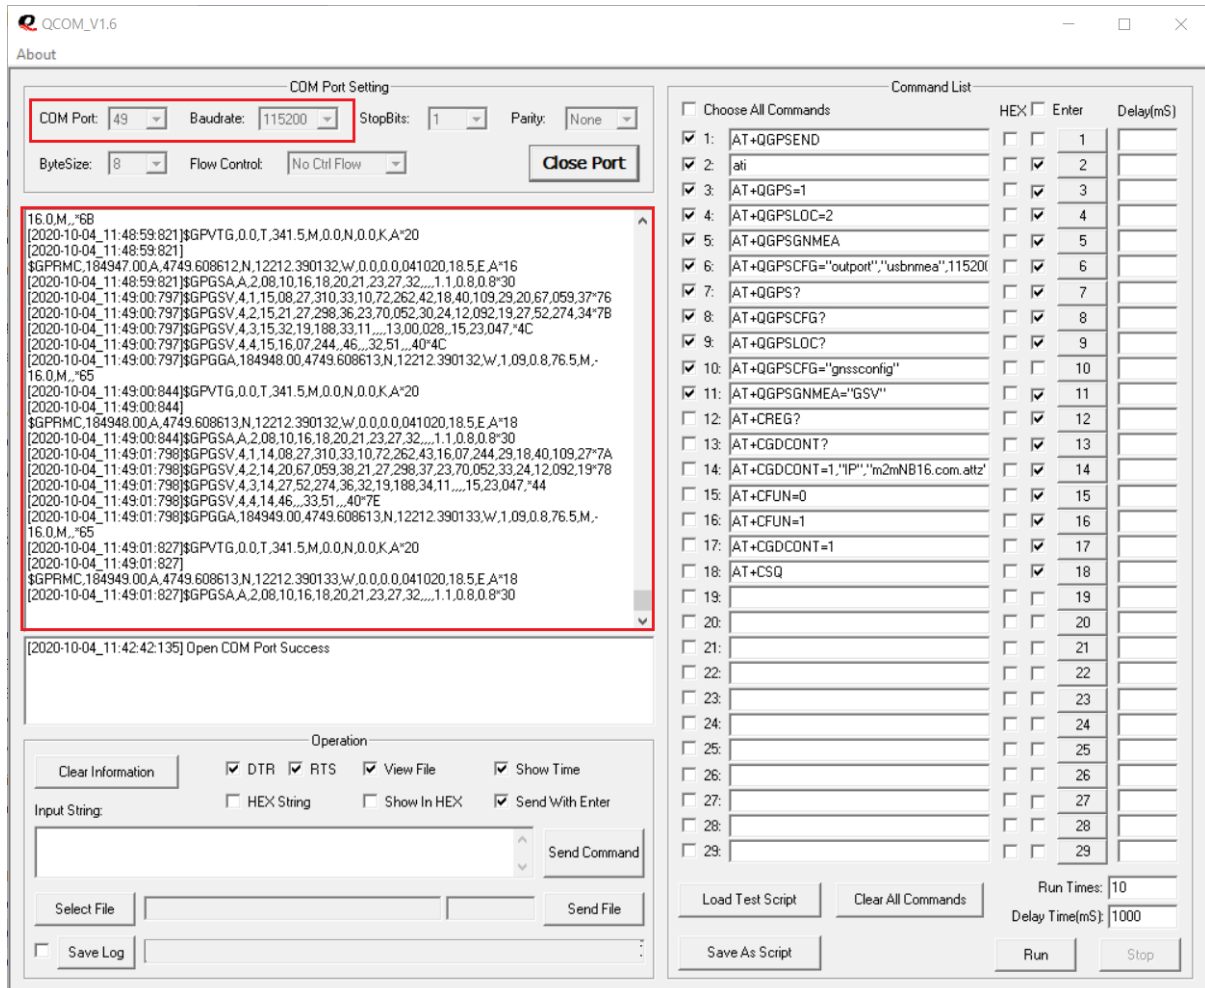 QCOM_V1.6
About
COM Port Setting
COM Port: 49 Baudrate: 115200 StopBits: 1 Parity: None
ByteSize: 8 Flow Control: No Ctrl Flow Close Port
16.0,M,,*6B
[2020-10-04_11:48:59:821]$GPVTG,0.0,T,341.5,M,0.0,N,0.0,K,A*20
[2020-10-04_11:48:59:821]
$GPRMC,184947.00,A,4749.608612,N,12212.390132,W,0.0,0.0,041020,18.5,E,A*16
[2020-10-04_11:48:59:821]$GPGSA,A,2,08,10,16,18,20,21,23,27,32,,,,1.1,0.8,0.8*30
[2020-10-04_11:49:00:797]$GPGSV,4,1,15,08,27,310,33,10,72,262,42,18,40,109,29,20,67,059,37*76
[2020-10-04_11:49:00:797]$GPGSV,4,2,15,21,27,298,36,23,70,052,30,24,12,092,19,27,52,274,34*7B
[2020-10-04_11:49:00:797]$GPGSV,4,3,15,32,19,188,33,11,,,,13,00,028,,15,23,047,*4C
[2020-10-04_11:49:00:797]$GPGSV,4,4,15,16,07,244,,46,,,32,51,,,40*4C
[2020-10-04_11:49:00:797]$GPGGA,184948.00,4749.608613,N,12212.390132,W,1,09,0.8,76.5,M,-
16.0,M,,*65
[2020-10-04_11:49:00:844]$GPVTG,0.0,T,341.5,M,0.0,N,0.0,K,A*20
[2020-10-04_11:49:00:844]
$GPRMC,184948.00,A,4749.608613,N,12212.390132,W,0.0,0.0,041020,18.5,E,A*18
[2020-10-04_11:49:00:844]$GPGSA,A,2,08,10,16,18,20,21,23,27,32,,,,1.1,0.8,0.8*30
[2020-10-04_11:49:01:798]$GPGSV,4,1,14,08,27,310,33,10,72,262,43,16,07,244,29,18,40,109,27*7A
[2020-10-04_11:49:01:798]$GPGSV,4,2,14,20,67,059,38,21,27,298,37,23,70,052,33,24,12,092,19*78
[2020-10-04_11:49:01:798]$GPGSV,4,3,14,27,52,274,36,32,19,188,34,11,,,,15,23,047,*44
[2020-10-04_11:49:01:798]$GPGSV,4,4,14,46,,,33,51,,,40*7E
[2020-10-04_11:49:01:798]$GPGGA,184949.00,4749.608613,N,12212.390133,W,1,09,0.8,76.5,M,-
16.0,M,,*65
[2020-10-04_11:49:01:827]$GPVTG,0.0,T,341.5,M,0.0,N,0.0,K,A*20
[2020-10-04_11:49:01:827]
$GPRMC,184949.00,A,4749.608613,N,12212.390133,W,0.0,0.0,041020,18.5,E,A*18
[2020-10-04_11:49:01:827]$GPGSA,A,2,08,10,16,18,20,21,23,27,32,,,,1.1,0.8,0.8*30
[2020-10-04_11:42:42:135] Open COM Port Success
Operation
Clear Information DTR RTS View File Show Time
HEX String Show In HEX Send With Enter
Input String:
Send Command
Select File Send File
Save Log
Command List
Choose All Commands HEX Enter Delay(mS)
1: AT+QGPSEND 1
2: ati 2
3: AT+QGPS=1 3
4: AT+QGPSLOC=2 4
5: AT+QGPSGNMEA 5
6: AT+QGPSCFG="outport","usbnmea",115200 6
7: AT+QGPS? 7
8: AT+QGPSCFG? 8
9: AT+QGPSLOC? 9
10: AT+QGPSCFG="gnssconfig" 10
11: AT+QGPSGNMEA="GSV" 11
12: AT+CREG? 12
13: AT+CGDCONT? 13
14: AT+CGDCONT=1,"IP","m2mNB16.com.attz" 14
15: AT+CFUN=0 15
16: AT+CFUN=1 16
17: AT+CGDCONT=1 17
18: AT+CSQ 18
19: 19
20: 20
21: 21
22: 22
23: 23
24: 24
25: 25
26: 26
27: 27
28: 28
29: 29
Load Test Script Clear All Commands Run Times: 10
Delay Time(mS): 1000
Save As Script Run Stop